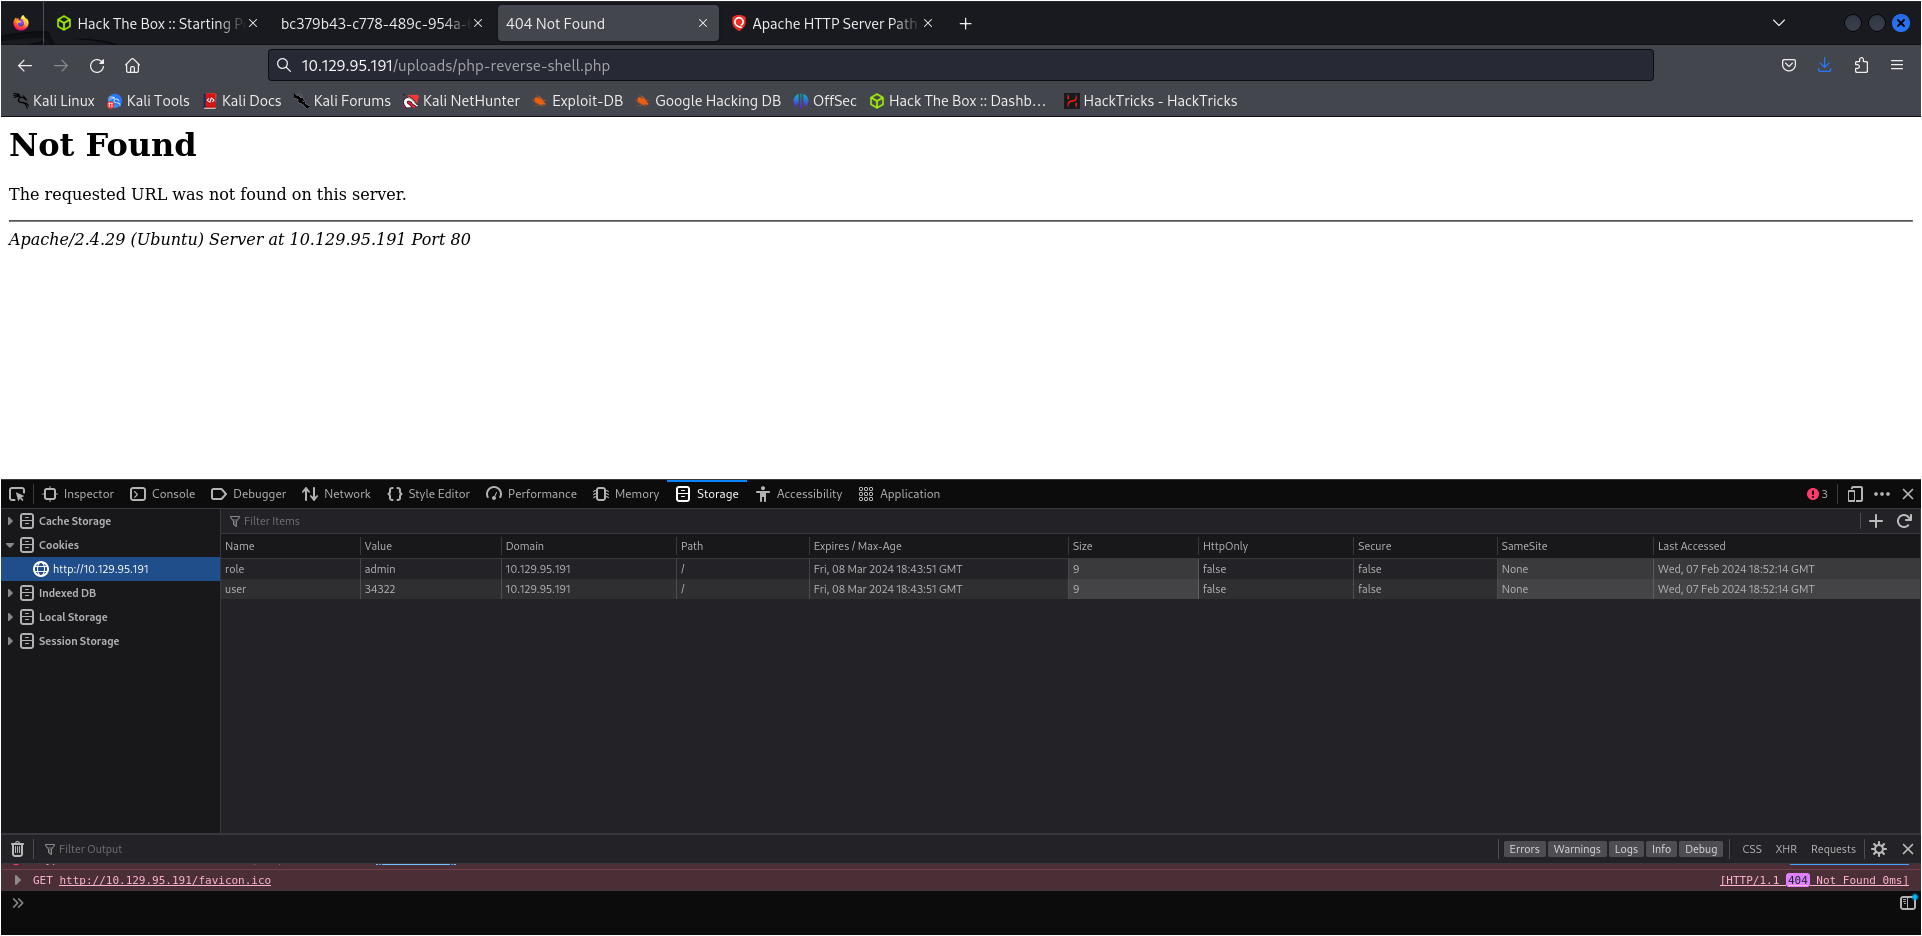 Hack The Box :: Starting P
bc379b43-c778-489c-954a-
404 Not Found
Apache HTTP Server Path
10.129.95.191/uploads/php-reverse-shell.php
Kali Linux Kali Tools Kali Docs Kali Forums Kali NetHunter Exploit-DB Google Hacking DB OffSec Hack The Box :: Dashb… HackTricks - HackTricks
Not Found
The requested URL was not found on this server.
Apache/2.4.29 (Ubuntu) Server at 10.129.95.191 Port 80
Inspector Console Debugger Network Style Editor Performance Memory Storage Accessibility Application 3
Cache Storage
Cookies
http://10.129.95.191
Indexed DB
Local Storage
Session Storage
Filter Items
Name Value Domain Path Expires / Max-Age Size HttpOnly Secure SameSite Last Accessed
role admin 10.129.95.191 / Fri, 08 Mar 2024 18:43:51 GMT 9 false false None Wed, 07 Feb 2024 18:52:14 GMT
user 34322 10.129.95.191 / Fri, 08 Mar 2024 18:43:51 GMT 9 false false None Wed, 07 Feb 2024 18:52:14 GMT
Filter Output
Errors Warnings Logs Info Debug CSS XHR Requests
GET http://10.129.95.191/favicon.ico [HTTP/1.1 404 Not Found 0ms]